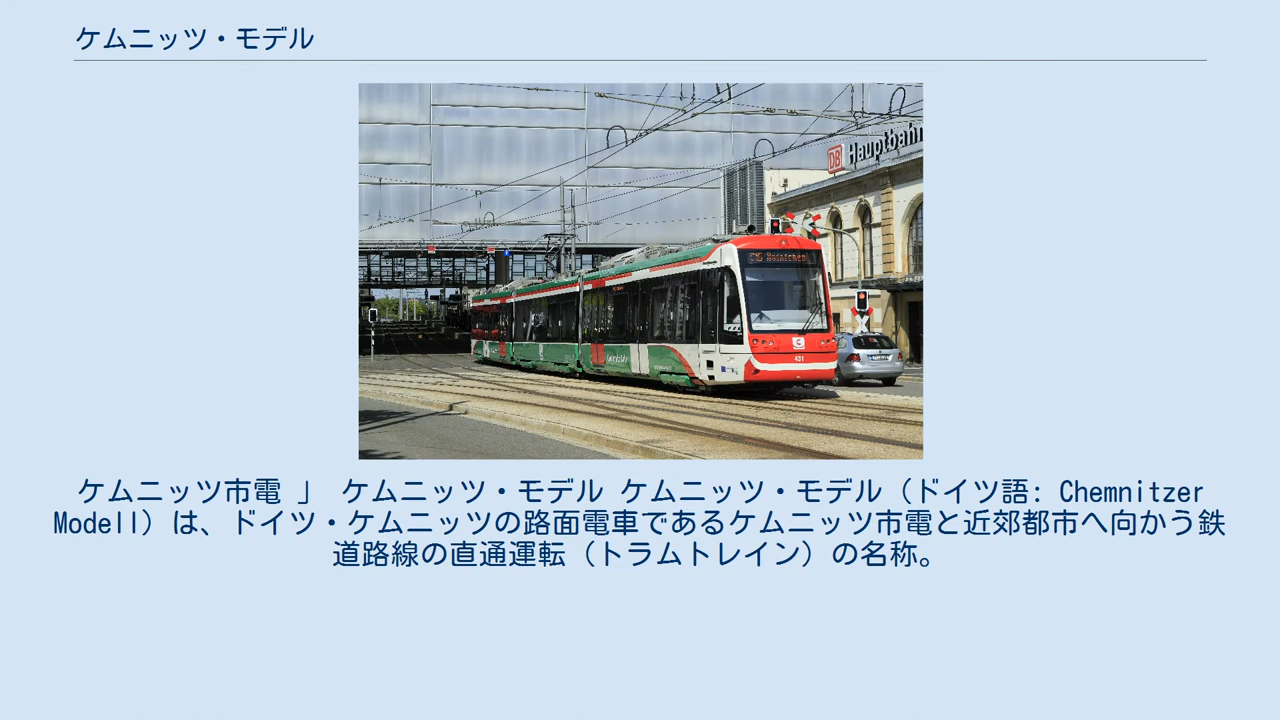 ケムニッツ・モデル
DB Hauptbahn
C15 Hainichen
431
ケムニッツ市電 」 ケムニッツ・モデル ケムニッツ・モデル（ドイツ語: Chemnitzer
Modell）は、ドイツ・ケムニッツの路面電車であるケムニッツ市電と近郊都市へ向かう鉄
道路線の直通運転（トラムトレイン）の名称。